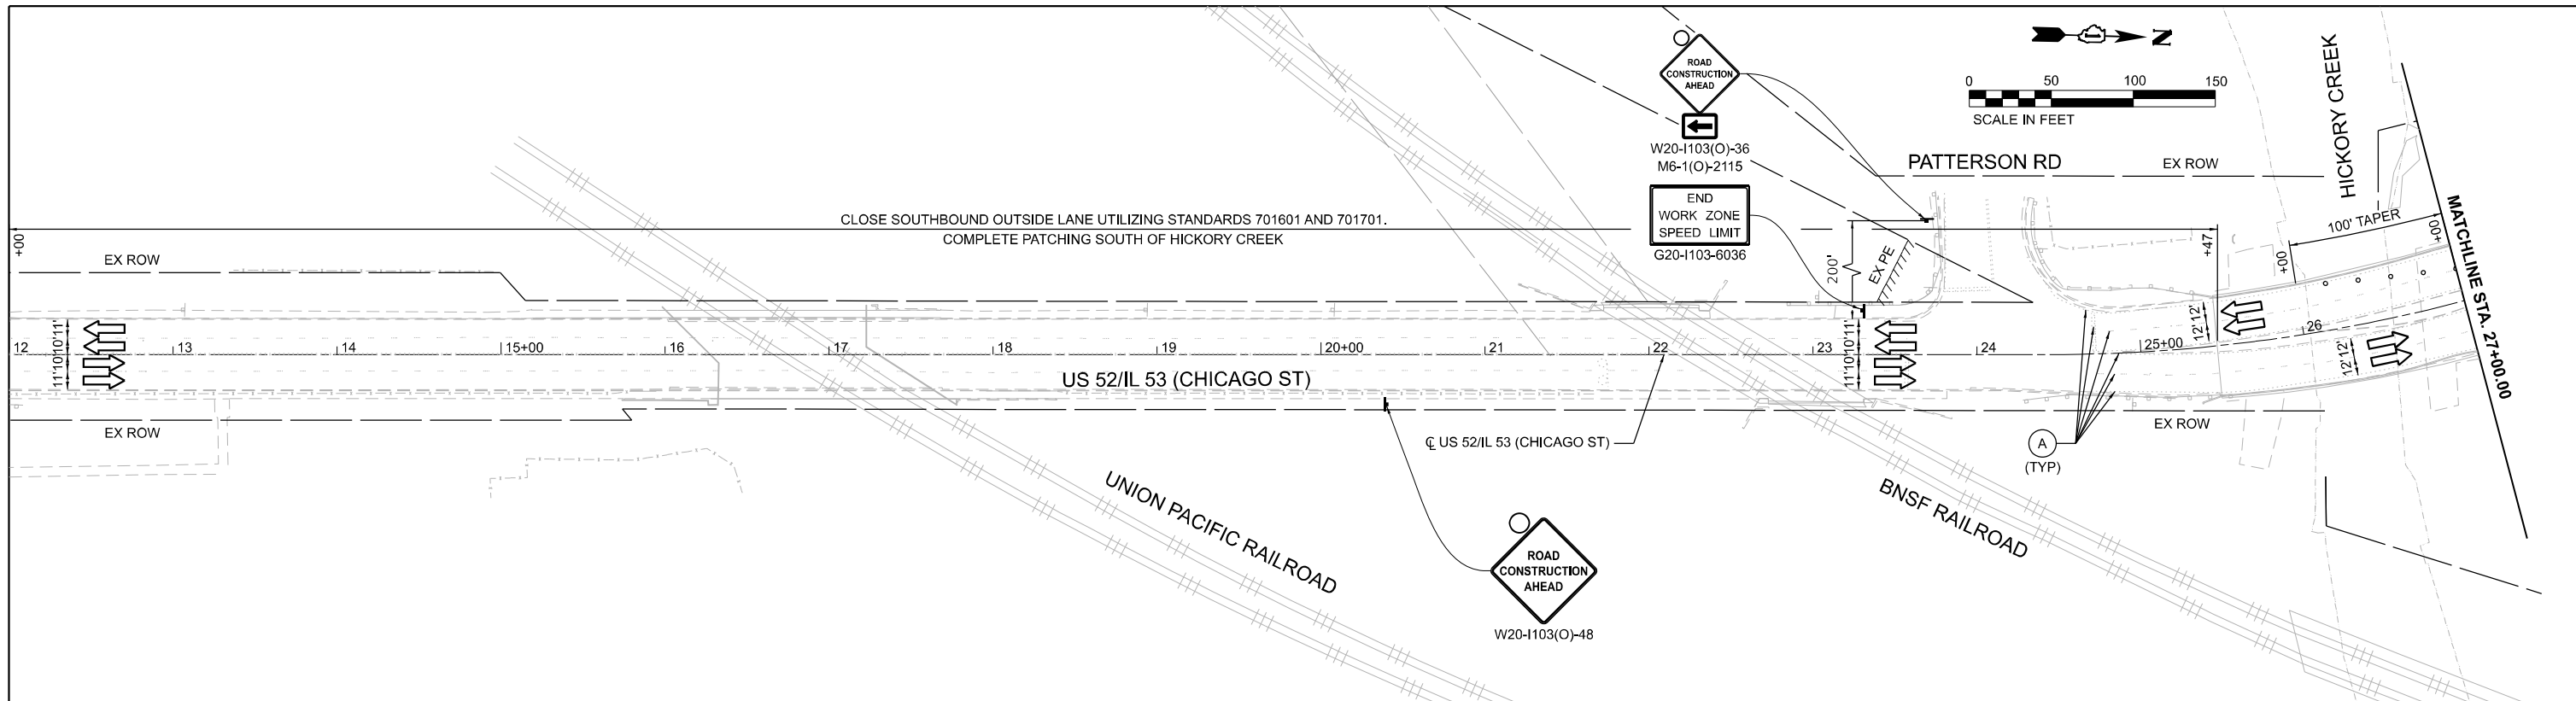 ROAD
CONSTRUCTION
AHEAD
W20-I103(O)-36
M6-1(O)-2115
END
WORK ZONE
SPEED LIMIT
G20-I103-6036
N
0 50 100 150
SCALE IN FEET
HICKORY CREEK
PATTERSON RD
EX ROW
CLOSE SOUTHBOUND OUTSIDE LANE UTILIZING STANDARDS 701601 AND 701701.
COMPLETE PATCHING SOUTH OF HICKORY CREEK
+00
EX ROW
200'
EX PE
+47
+00
100' TAPER
+00
MATCHLINE STA. 27+00.00
11'10'10'11'
12 13 14 15+00 16 17 18 19 20+00 21 22 23 24 25+00 26
11'10'10'11'
12'12'
12'12'
US 52/IL 53 (CHICAGO ST)
EX ROW
℄ US 52/IL 53 (CHICAGO ST)
A
(TYP)
EX ROW
UNION PACIFIC RAILROAD
BNSF RAILROAD
ROAD
CONSTRUCTION
AHEAD
W20-I103(O)-48